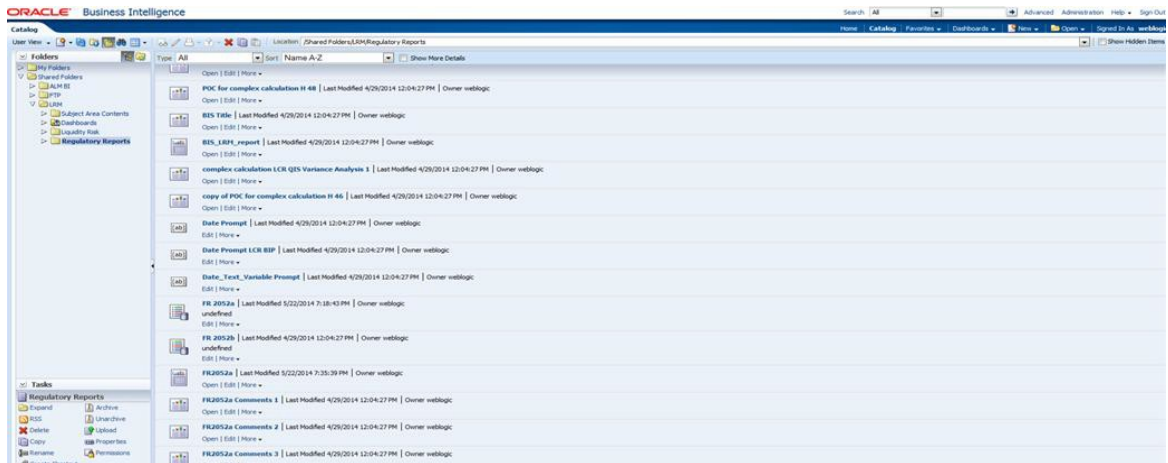 ORACLE Business Intelligence
Search All Advanced Administration Help Sign Out
Catalog
Home Catalog Favorites Dashboards New Open Signed In As weblogic
User View Location /Shared Folders/LRM/Regulatory Reports Show Hidden Items
Folders
My Folders
Shared Folders
ALM BI
PTP
LRM
Subject Area Contents
Dashboards
Liquidity Risk
Regulatory Reports
Type All Sort Name A-Z Show More Details
Open | Edit | More
POC for complex calculation H 48 | Last Modified 4/29/2014 12:04:27 PM | Owner weblogic
Open | Edit | More
BIS Title | Last Modified 4/29/2014 12:04:27 PM | Owner weblogic
Open | Edit | More
BIS_LRM_report | Last Modified 4/29/2014 12:04:27 PM | Owner weblogic
Open | Edit | More
complex calculation LCR QIS Variance Analysis 1 | Last Modified 4/29/2014 12:04:27 PM | Owner weblogic
Open | Edit | More
copy of POC for complex calculation H 46 | Last Modified 4/29/2014 12:04:27 PM | Owner weblogic
Open | Edit | More
Date Prompt | Last Modified 4/29/2014 12:04:27 PM | Owner weblogic
Edit | More
Date Prompt LCR BIP | Last Modified 4/29/2014 12:04:27 PM | Owner weblogic
Edit | More
Date_Text_Variable Prompt | Last Modified 4/29/2014 12:04:27 PM | Owner weblogic
Edit | More
FR 2052a | Last Modified 5/22/2014 7:18:43 PM | Owner weblogic
undefined
Edit | More
FR 2052b | Last Modified 4/29/2014 12:04:27 PM | Owner weblogic
undefined
Edit | More
FR2052a | Last Modified 5/22/2014 7:35:39 PM | Owner weblogic
Open | Edit | More
FR2052a Comments 1 | Last Modified 4/29/2014 12:04:27 PM | Owner weblogic
Open | Edit | More
FR2052a Comments 2 | Last Modified 4/29/2014 12:04:27 PM | Owner weblogic
Open | Edit | More
FR2052a Comments 3 | Last Modified 4/29/2014 12:04:27 PM | Owner weblogic
Tasks
Regulatory Reports
Expand Archive
RSS Unarchive
Delete Upload
Copy Properties
Rename Permissions